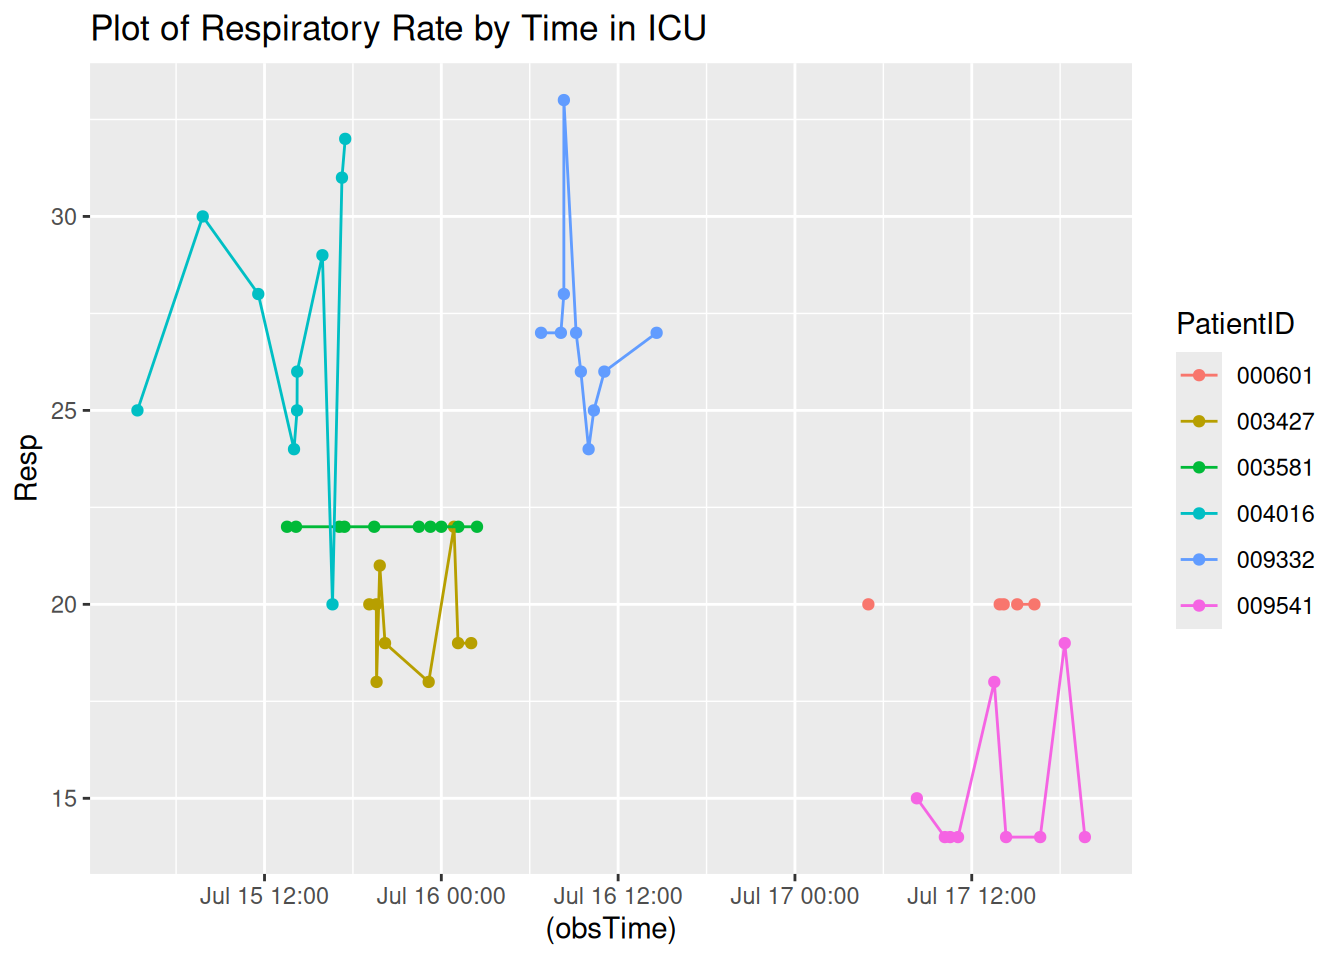 Plot of Respiratory Rate by Time in ICU
Resp
30
25
20
15
Jul 15 12:00
Jul 16 00:00
Jul 16 12:00
Jul 17 00:00
Jul 17 12:00
(obsTime)
PatientID
000601
003427
003581
004016
009332
009541